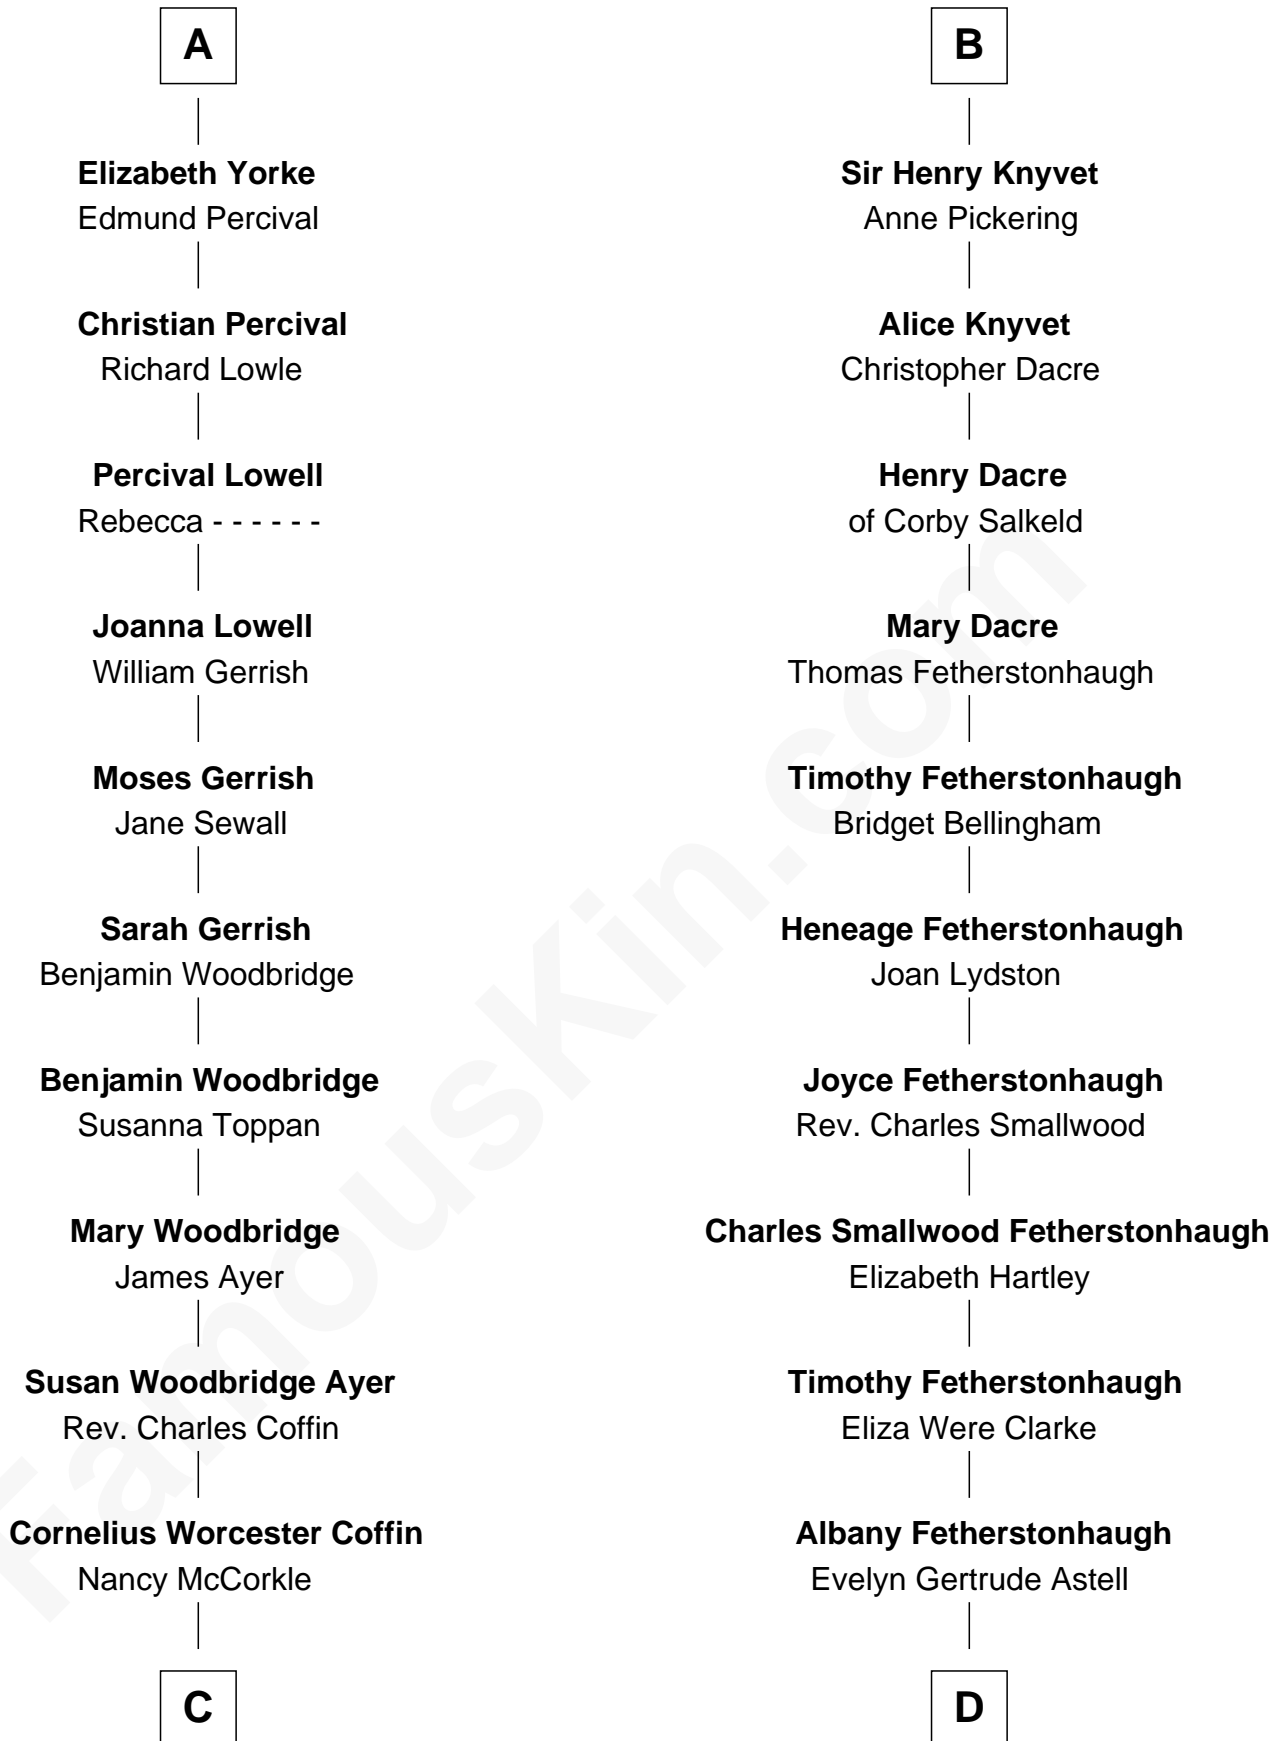 A
Elizabeth Yorke
Edmund Percival
Christian Percival
Richard Lowle
Percival Lowell
Rebecca - - - - - -
Joanna Lowell
William Gerrish
Moses Gerrish
Jane Sewall
Sarah Gerrish
Benjamin Woodbridge
Benjamin Woodbridge
Susanna Toppan
Mary Woodbridge
James Ayer
Susan Woodbridge Ayer
Rev. Charles Coffin
Cornelius Worcester Coffin
Nancy McCorkle
C
B
Sir Henry Knyvet
Anne Pickering
Alice Knyvet
Christopher Dacre
Henry Dacre
of Corby Salkeld
Mary Dacre
Thomas Fetherstonhaugh
Timothy Fetherstonhaugh
Bridget Bellingham
Heneage Fetherstonhaugh
Joan Lydston
Joyce Fetherstonhaugh
Rev. Charles Smallwood
Charles Smallwood Fetherstonhaugh
Elizabeth Hartley
Timothy Fetherstonhaugh
Eliza Were Clarke
Albany Fetherstonhaugh
Evelyn Gertrude Astell
D
FamousKin.com